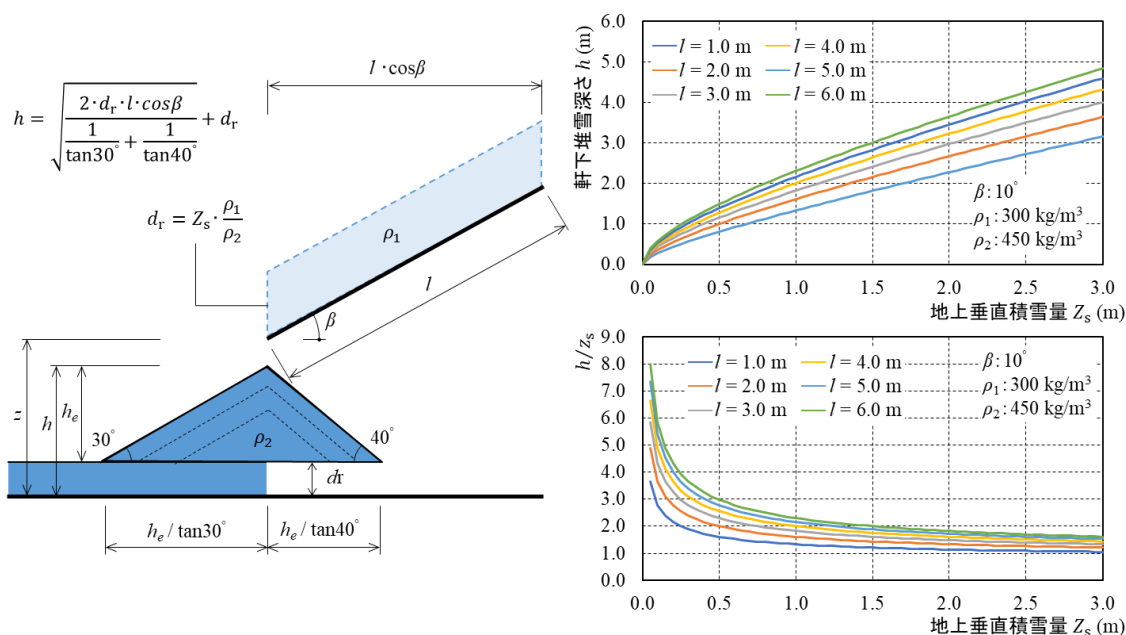 l·cosβ
h = √(2·dr·l·cosβ / (1/tan30° + 1/tan40°)) + dr
dr = Zs · ρ1/ρ2
ρ1
l
β
z
h
he
30°
ρ2
40°
dr
he / tan30°
he / tan40°
軒下堆雪深さ h (m)
6.0
5.0
4.0
3.0
2.0
1.0
0.0
l = 1.0 m
l = 4.0 m
l = 2.0 m
l = 5.0 m
l = 3.0 m
l = 6.0 m
β: 10°
ρ1: 300 kg/m3
ρ2: 450 kg/m3
0.0 0.5 1.0 1.5 2.0 2.5 3.0
地上垂直積雪量 Zs (m)
h/zs
9.0
8.0
7.0
6.0
5.0
4.0
3.0
2.0
1.0
0.0
l = 1.0 m
l = 4.0 m
l = 2.0 m
l = 5.0 m
l = 3.0 m
l = 6.0 m
β: 10°
ρ1: 300 kg/m3
ρ2: 450 kg/m3
0.0 0.5 1.0 1.5 2.0 2.5 3.0
地上垂直積雪量 Zs (m)